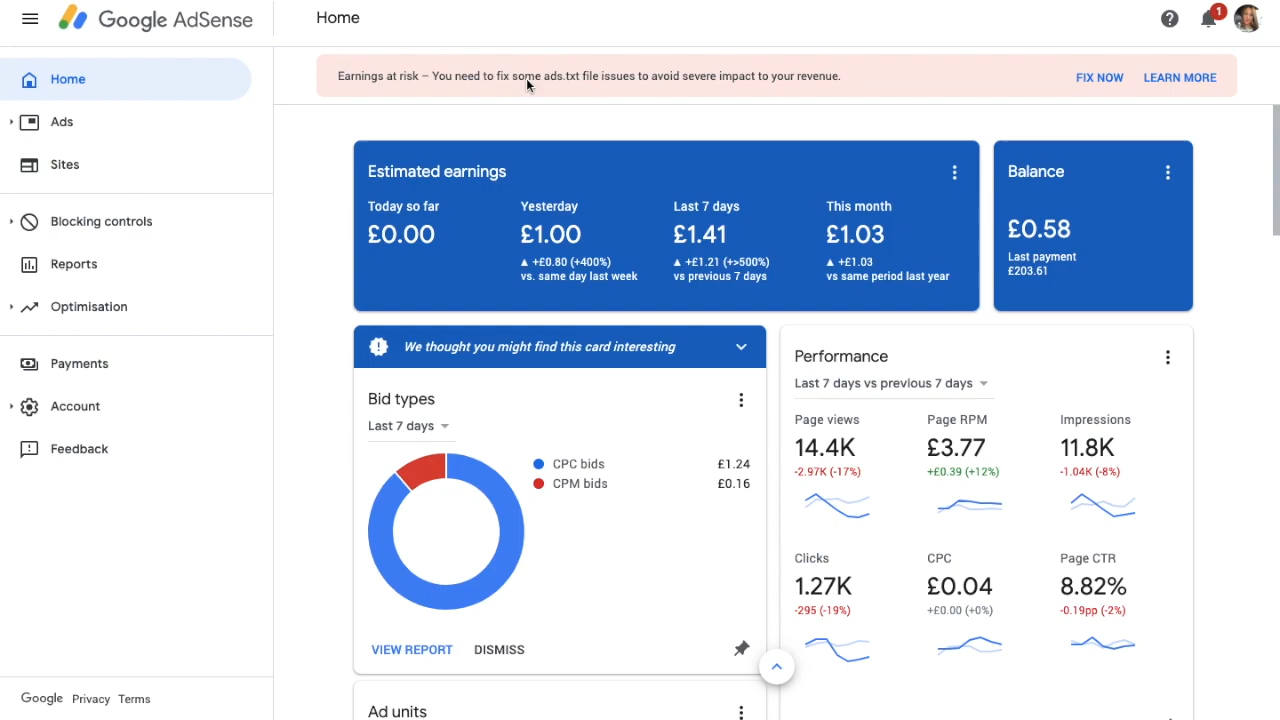 Google AdSense
Home
1
Earnings at risk – You need to fix some ads.txt file issues to avoid severe impact to your revenue.
FIX NOW
LEARN MORE
Home
Ads
Sites
Blocking controls
Reports
Optimisation
Payments
Account
Feedback
Google Privacy Terms
Estimated earnings
Today so far
£0.00
Yesterday
£1.00
▲ +£0.80 (+400%)
vs. same day last week
Last 7 days
£1.41
▲ +£1.21 (+>500%)
vs previous 7 days
This month
£1.03
▲ +£1.03
vs same period last year
Balance
£0.58
Last payment
£203.61
We thought you might find this card interesting
Bid types
Last 7 days
CPC bids £1.24
CPM bids £0.16
VIEW REPORT
DISMISS
Ad units
Performance
Last 7 days vs previous 7 days
Page views
14.4K
-2.97K (-17%)
Page RPM
£3.77
+£0.39 (+12%)
Impressions
11.8K
-1.04K (-8%)
Clicks
1.27K
-295 (-19%)
CPC
£0.04
+£0.00 (+0%)
Page CTR
8.82%
-0.19pp (-2%)